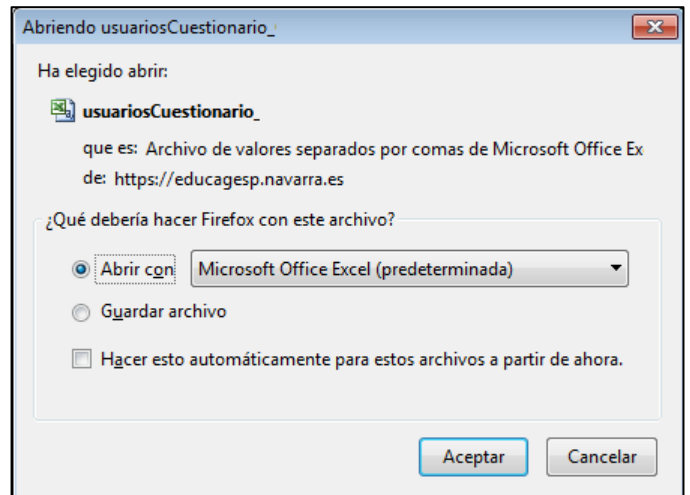 Abriendo usuariosCuestionario_
Ha elegido abrir:
usuariosCuestionario_
que es: Archivo de valores separados por comas de Microsoft Office Ex
de: https://educagesp.navarra.es
¿Qué debería hacer Firefox con este archivo?
Abrir con Microsoft Office Excel (predeterminada)
Guardar archivo
Hacer esto automáticamente para estos archivos a partir de ahora.
Aceptar Cancelar